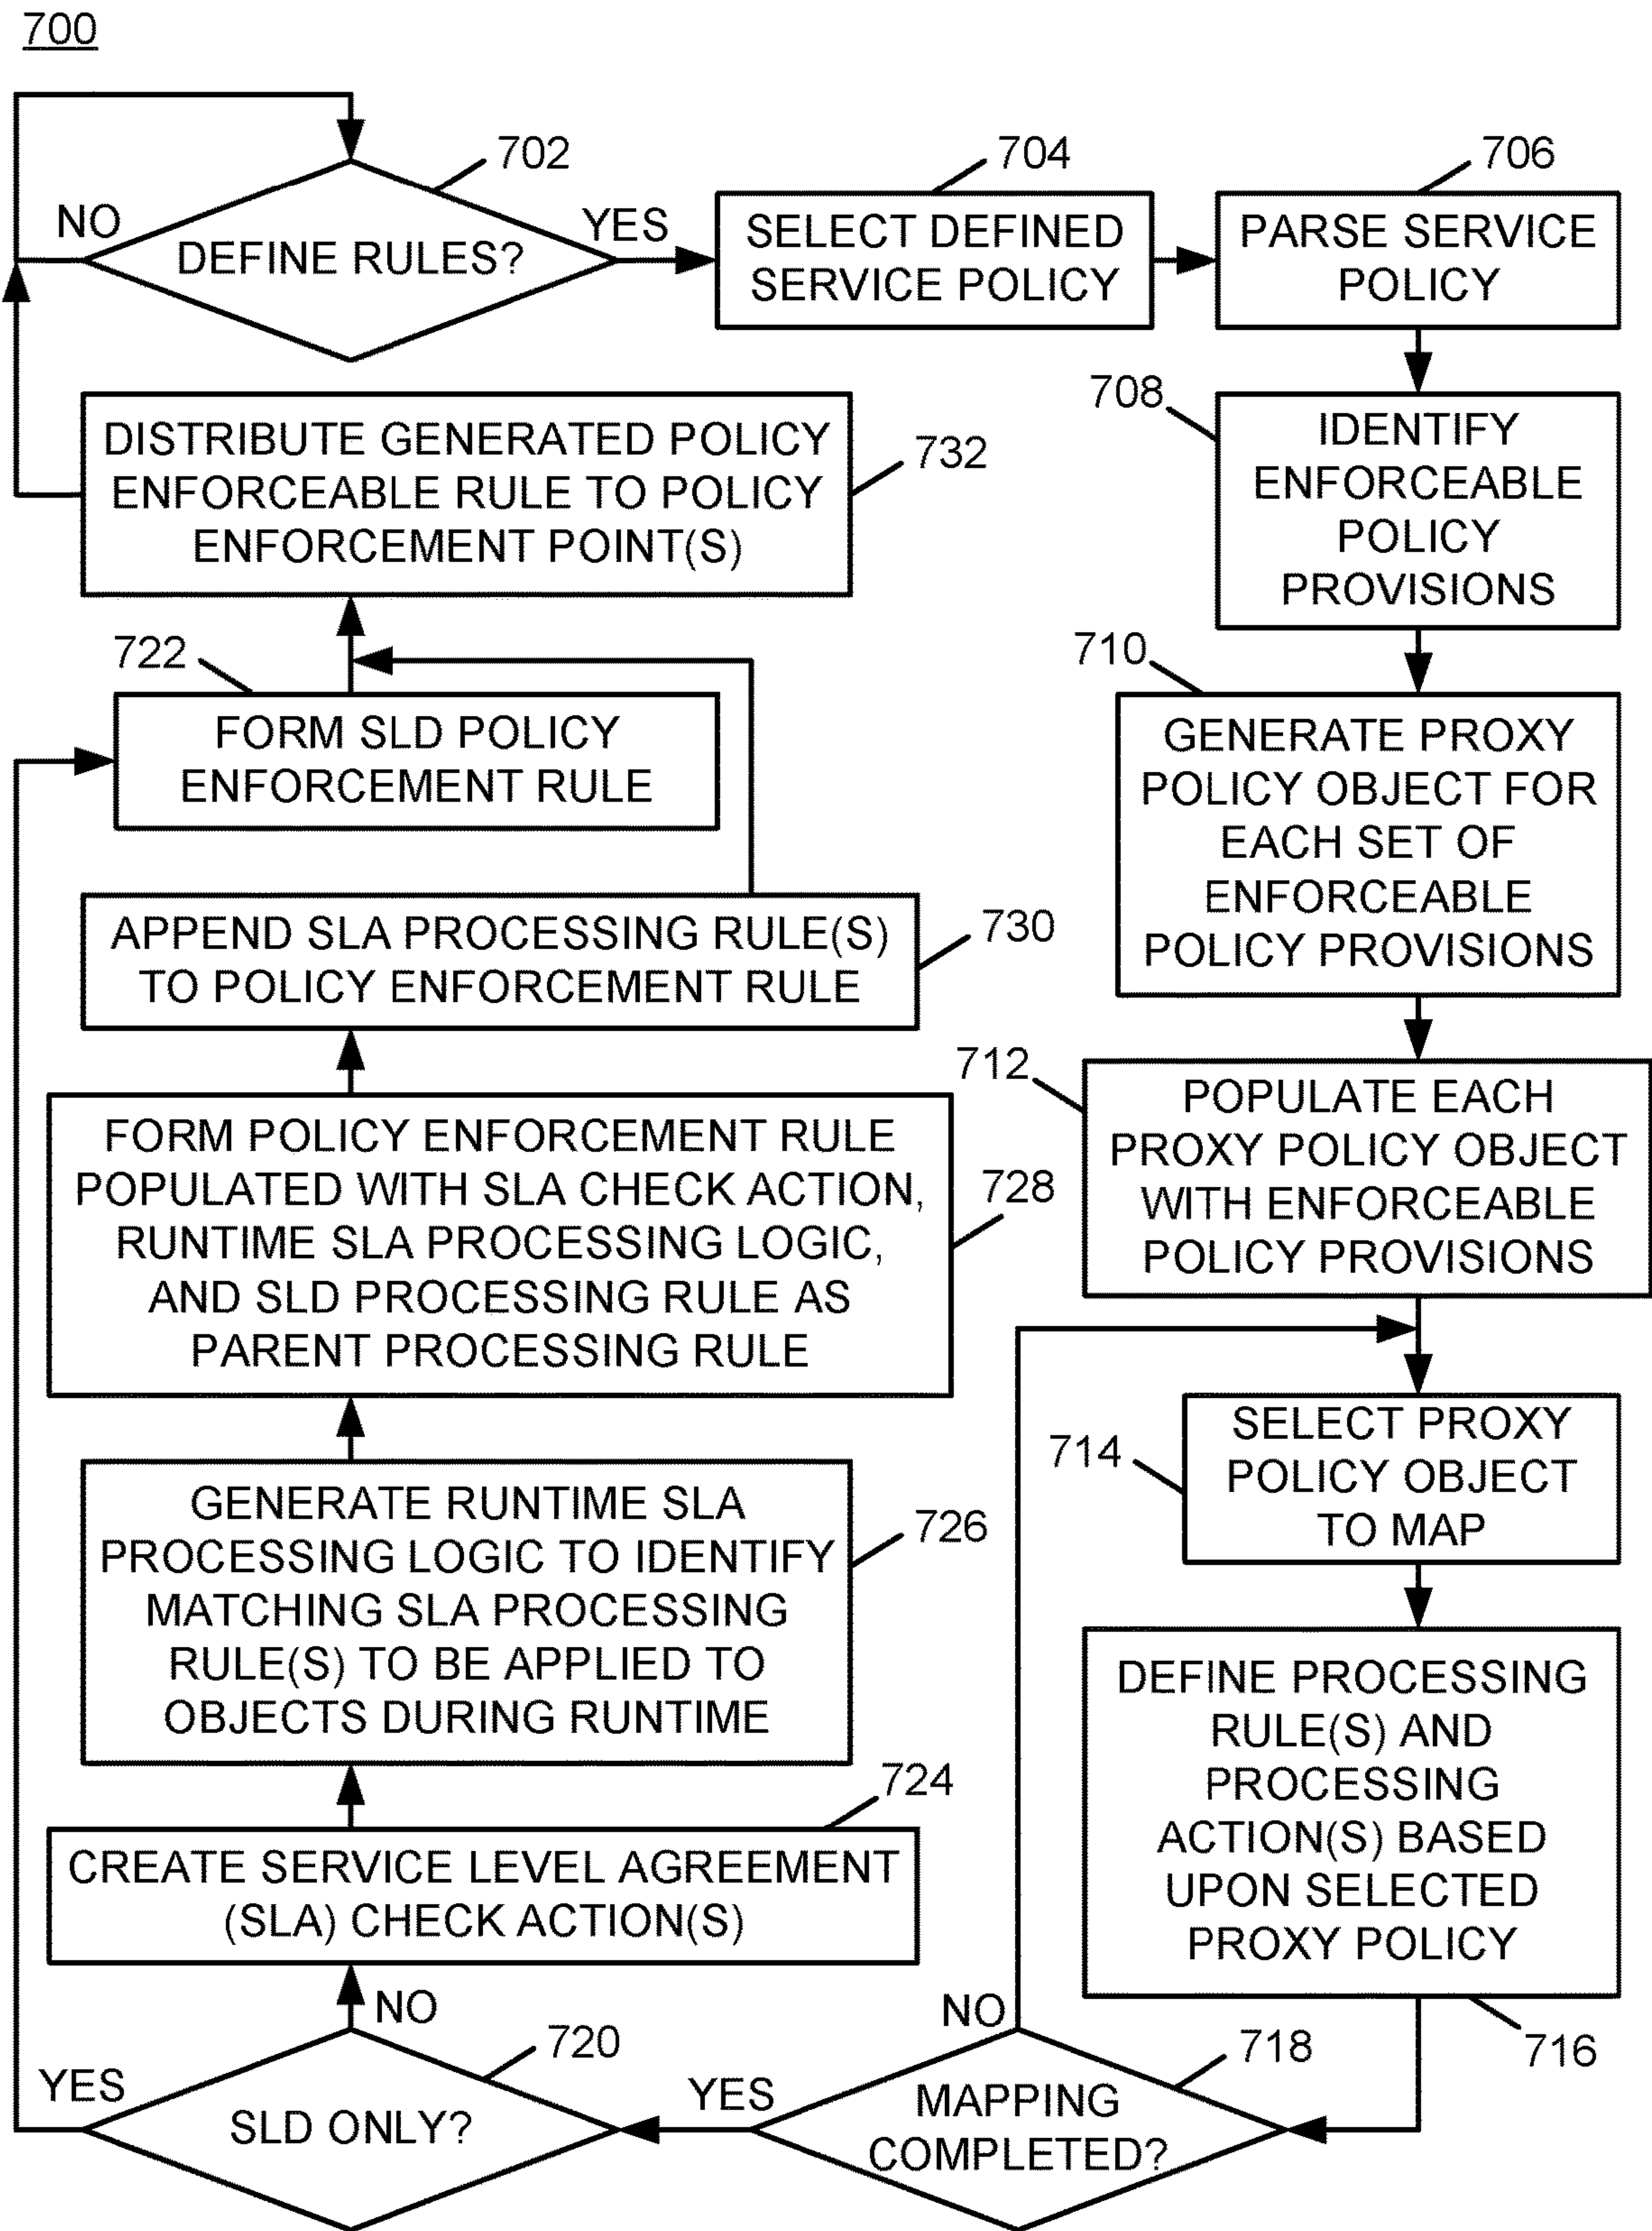 700
702
NO
DEFINE RULES?
YES
704
SELECT DEFINED
SERVICE POLICY
706
PARSE SERVICE
POLICY
708
IDENTIFY
ENFORCEABLE
POLICY
PROVISIONS
710
GENERATE PROXY
POLICY OBJECT FOR
EACH SET OF
ENFORCEABLE
POLICY PROVISIONS
712
POPULATE EACH
PROXY POLICY OBJECT
WITH ENFORCEABLE
POLICY PROVISIONS
714
SELECT PROXY
POLICY OBJECT
TO MAP
DEFINE PROCESSING
RULE(S) AND
PROCESSING
ACTION(S) BASED
UPON SELECTED
PROXY POLICY
716
718
NO
MAPPING
COMPLETED?
YES
720
SLD ONLY?
YES
NO
724
CREATE SERVICE LEVEL AGREEMENT
(SLA) CHECK ACTION(S)
GENERATE RUNTIME SLA
PROCESSING LOGIC TO IDENTIFY
MATCHING SLA PROCESSING
RULE(S) TO BE APPLIED TO
OBJECTS DURING RUNTIME
726
FORM POLICY ENFORCEMENT RULE
POPULATED WITH SLA CHECK ACTION,
RUNTIME SLA PROCESSING LOGIC,
AND SLD PROCESSING RULE AS
PARENT PROCESSING RULE
728
APPEND SLA PROCESSING RULE(S)
TO POLICY ENFORCEMENT RULE
730
722
FORM SLD POLICY
ENFORCEMENT RULE
DISTRIBUTE GENERATED POLICY
ENFORCEABLE RULE TO POLICY
ENFORCEMENT POINT(S)
732